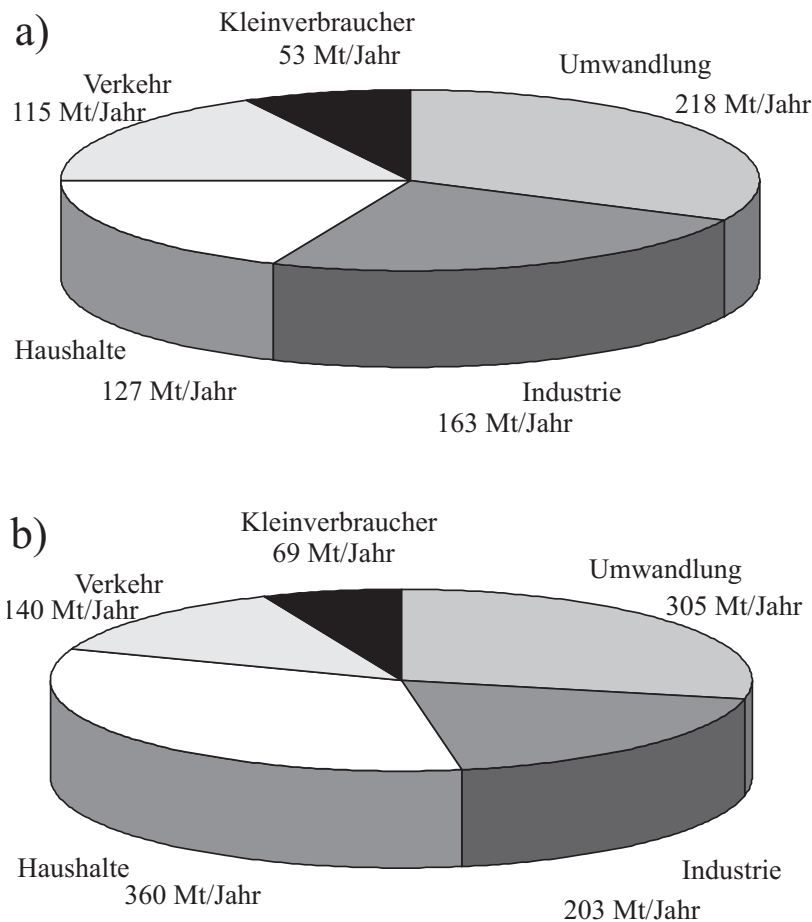 a)
Kleinverbraucher
53 Mt/Jahr
Umwandlung
218 Mt/Jahr
Verkehr
115 Mt/Jahr
Haushalte
127 Mt/Jahr
Industrie
163 Mt/Jahr
b)
Kleinverbraucher
69 Mt/Jahr
Umwandlung
305 Mt/Jahr
Verkehr
140 Mt/Jahr
Haushalte
360 Mt/Jahr
Industrie
203 Mt/Jahr